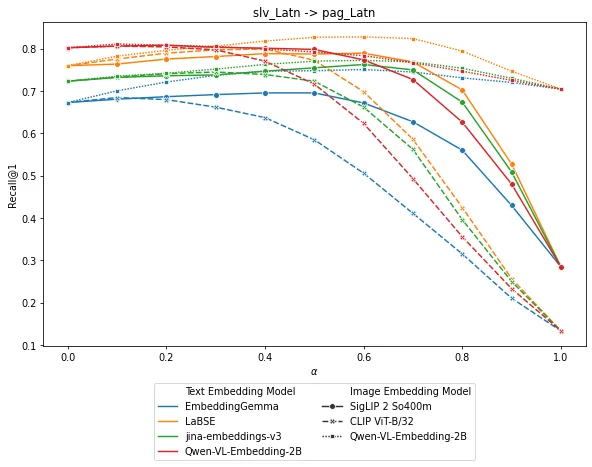 slv_Latn -> pag_Latn
Recall@1
0.8
0.7
0.6
0.5
0.4
0.3
0.2
0.1
0.0 0.2 0.4 0.6 0.8 1.0
α
Text Embedding Model
EmbeddingGemma
LaBSE
jina-embeddings-v3
Qwen-VL-Embedding-2B
Image Embedding Model
SigLIP 2 So400m
CLIP ViT-B/32
Qwen-VL-Embedding-2B